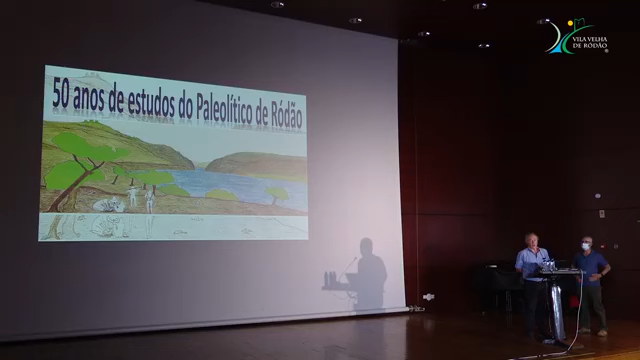 50 anos de estudos do Paleolítico de Ródão
VILA VELHA
DE RÓDÃO